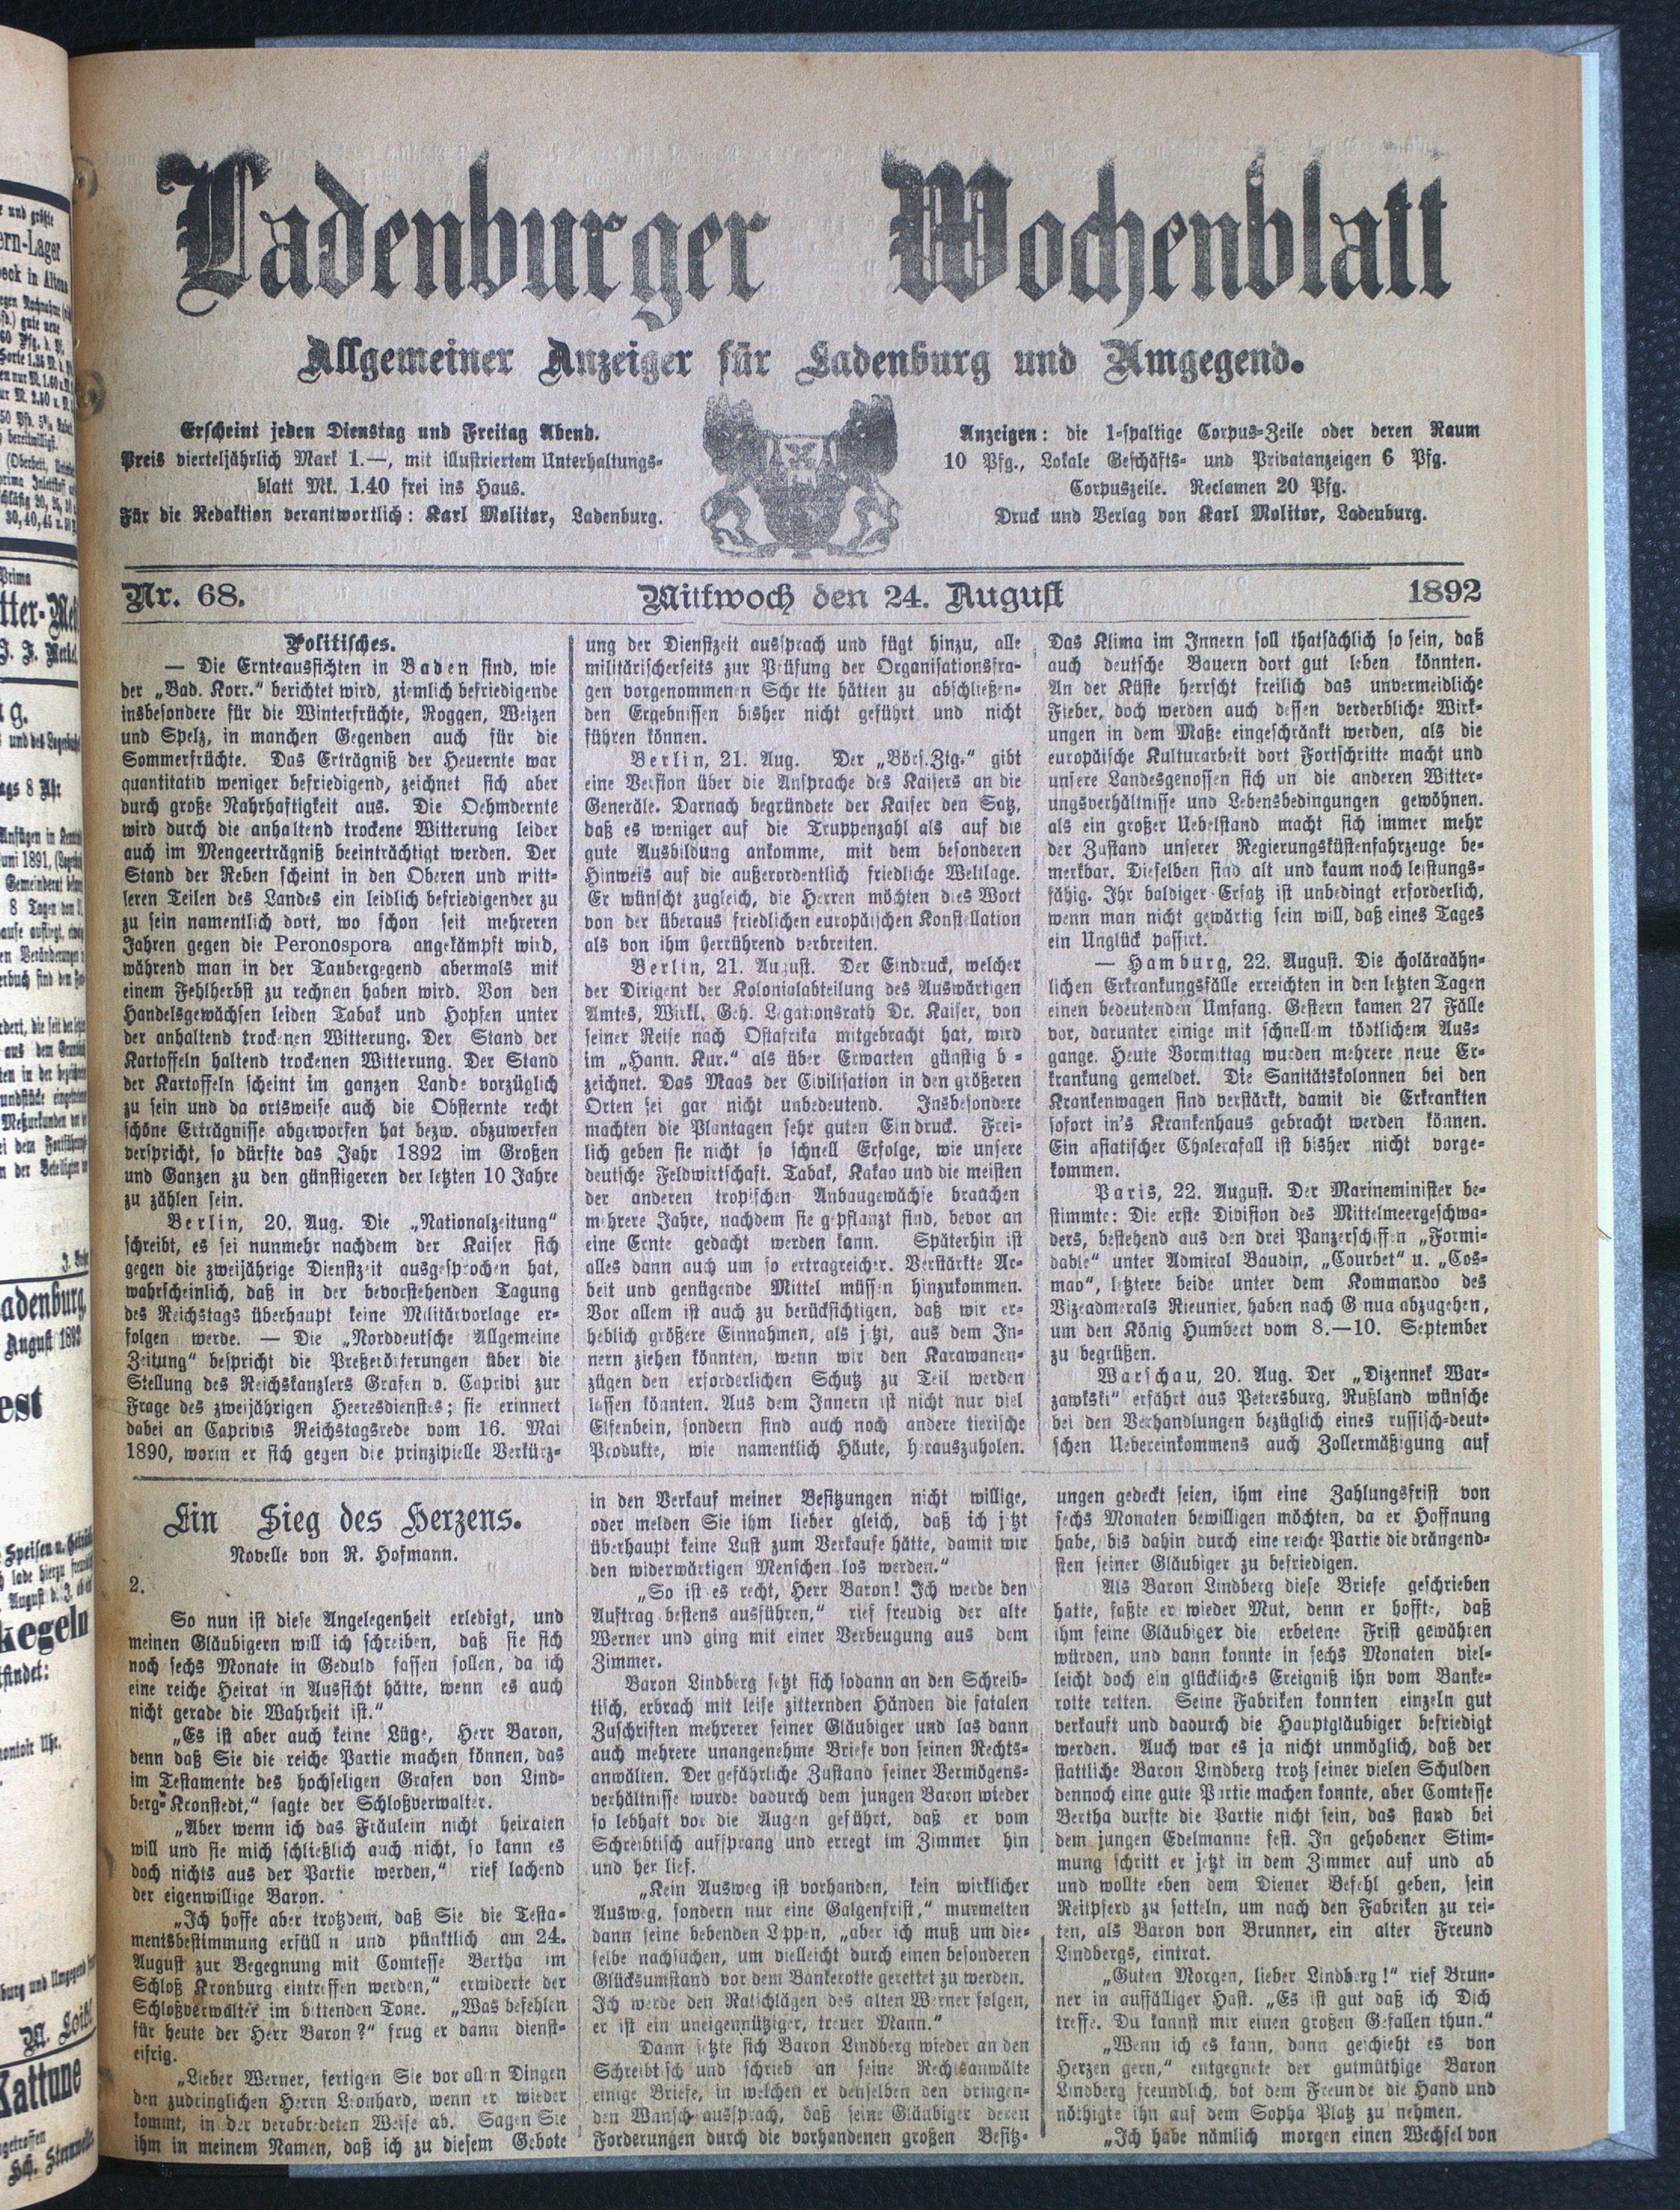 Ladenburger Wochenblatt
Allgemeiner Anzeiger für Ladenburg und Umgegend.
Erscheint jeden Dienstag und Freitag Abend.
Preis vierteljährlich Mark 1.—, mit illustriertem Unterhaltungs-
blatt Mk. 1.40 frei ins Haus.
Für die Redaktion verantwortlich: Karl Molitor, Ladenburg.
Anzeigen: die 1-spaltige Corpus-Zeile oder deren Raum
10 Pfg., Lokale Geschäfts- und Privatanzeigen 6 Pfg.
Corpuszeile. Reclamen 20 Pfg.
Druck und Verlag von Karl Molitor, Ladenburg.
Nr. 68. Mittwoch den 24. August 1892
Politisches.
— Die Ernteaussichten in Baden sind, wie
der „Bad. Korr.“ berichtet wird, ziemlich befriedigende
insbesondere für die Winterfrüchte, Roggen, Weizen
und Spelz, in manchen Gegenden auch für die
Sommerfrüchte. Das Erträgniß der Heuernte war
quantitativ weniger befriedigend, zeichnet sich aber
durch große Nahrhaftigkeit aus. Die Oehmdernte
wird durch die anhaltend trockene Witterung leider
auch im Mengeerträgniß beeinträchtigt werden. Der
Stand der Reben scheint in den Oberen und mitt-
leren Teilen des Landes ein leidlich befriedigender zu
zu sein namentlich dort, wo schon seit mehreren
Jahren gegen die Peronospora angekämpft wird,
während man in der Taubergegend abermals mit
einem Fehlherbst zu rechnen haben wird. Von den
Handelsgewächsen leiden Tabak und Hopfen unter
der anhaltend trockenen Witterung. Der Stand der
Kartoffeln haltend trockenen Witterung. Der Stand
der Kartoffeln scheint im ganzen Lande vorzüglich
zu sein und da ortsweise auch die Obsternte recht
schöne Erträgnisse abgeworfen hat bezw. abzuwerfen
verspricht, so dürfte das Jahr 1892 im Großen
und Ganzen zu den günstigeren der letzten 10 Jahre
zu zählen sein.
Berlin, 20. Aug. Die „Nationalzeitung“
schreibt, es sei nunmehr nachdem der Kaiser sich
gegen die zweijährige Dienstzeit ausgesprochen hat,
wahrscheinlich, daß in der bevorstehenden Tagung
des Reichstags überhaupt keine Militärvorlage er-
folgen werde. — Die „Norddeutsche Allgemeine
Zeitung“ bespricht die Preßerörterungen über die
Stellung des Reichskanzlers Grafen v. Caprivi zur
Frage des zweijährigen Heeresdienstes; sie erinnert
dabei an Caprivis Reichstagsrede vom 16. Mai
1890, worin er sich gegen die prinzipielle Verkürz-
ung der Dienstzeit aussprach und fügt hinzu, alle
militärischerseits zur Prüfung der Organisationsfra-
gen vorgenommenen Schr tte hätten zu abschließen-
den Ergebnissen bisher nicht geführt und nicht
führen können.
Berlin, 21. Aug. Der „Börs.Ztg.“ gibt
eine Version über die Ansprache des Kaisers an die
Generäle. Darnach begründete der Kaiser den Satz,
daß es weniger auf die Truppenzahl als auf die
gute Ausbildung ankomme, mit dem besonderen
Hinweis auf die außerordentlich friedliche Weltlage.
Er wünscht zugleich, die Herren möchten dies Wort
von der überaus friedlichen europäischen Konstellation
als von ihm herrührend verbreiten.
Berlin, 21. August. Der Eindruck, welcher
der Dirigent der Kolonialabteilung des Auswärtigen
Amtes, Wirkl. Geh. Legationsrath Dr. Kaiser, von
seiner Reise nach Ostafrika mitgebracht hat, wird
im „Hann. Kur.“ als über Erwarten günstig b -
zeichnet. Das Maas der Civilisation in den größeren
Orten sei gar nicht unbedeutend. Insbesondere
machten die Plantagen sehr guten Eindruck. Frei-
lich geben sie nicht so schnell Erfolge, wie unsere
deutsche Feldwirtschaft. Tabak, Kakao und die meisten
der anderen tropischen Anbaugewächse brauchen
mehrere Jahre, nachdem sie gepflanzt sind, bevor an
eine Ernte gedacht werden kann. Späterhin ist
alles dann auch um so ertragreicher. Verstärkte Ar-
beit und genügende Mittel müssen hinzukommen.
Vor allem ist auch zu berücksichtigen, daß wir er-
heblich größere Einnahmen, als j tzt, aus dem In-
nern ziehen könnten, wenn wir den Karawanen-
zügen den erforderlichen Schutz zu Teil werden
lassen könnten. Aus dem Innern ist nicht nur viel
Elfenbein, sondern sind auch noch andere tierische
Produkte, wie namentlich Häute, herauszuholen.
Das Klima im Innern soll thatsächlich so sein, daß
auch deutsche Bauern dort gut leben könnten.
An der Küste herrscht freilich das unvermeidliche
Fieber, doch werden auch dessen verderbliche Wirk-
ungen in dem Maße eingeschränkt werden, als die
europäische Kulturarbeit dort Fortschritte macht und
unsere Landesgenossen sich an die anderen Witter-
ungsverhältnisse und Lebensbedingungen gewöhnen.
als ein großer Uebelstand macht sich immer mehr
der Zustand unserer Regierungsküstenfahrzeuge be-
merkbar. Dieselben sind alt und kaum noch leistungs-
fähig. Ihr baldiger Ersatz ist unbedingt erforderlich,
wenn man nicht gewärtig sein will, daß eines Tages
ein Unglück passirt.
— Hamburg, 22. August. Die choläraähn-
lichen Erkrankungsfälle erreichten in den letzten Tagen
einen bedeutenden Umfang. Gestern kamen 27 Fälle
vor, darunter einige mit schnellem tödtlichem Aus-
gange. Heute Vormittag wurden mehrere neue Er-
krankung gemeldet. Die Sanitätskolonnen bei den
Krankenwagen sind verstärkt, damit die Erkrankten
sofort in's Krankenhaus gebracht werden können.
Ein asiatischer Cholerafall ist bisher nicht vorge-
kommen.
Paris, 22. August. Der Marineminister be-
stimmte: Die erste Division des Mittelmeergeschwa-
ders, bestehend aus den drei Panzerschiffen „Formi-
dable“ unter Admiral Baudin, „Courbet“ u. „Cos-
mao“, letztere beide unter dem Kommando des
Vizeadmerals Rieunier, haben nach G nua abzugehen,
um den König Humbert vom 8.—10. September
zu begrüßen.
Warschau, 20. Aug. Der „Dizennek War-
zawkski“ erfährt aus Petersburg, Rußland wünsche
bei den Verhandlungen bezüglich eines russisch-deut-
schen Uebereinkommens auch Zollermäßigung auf
Ein Sieg des Herzens.
Novelle von R. Hofmann.
2.
So nun ist diese Angelegenheit erledigt, und
meinen Gläubigern will ich schreiben, daß sie sich
noch sechs Monate in Geduld fassen sollen, da ich
eine reiche Heirat in Aussicht hätte, wenn es auch
nicht gerade die Wahrheit ist.“
„Es ist aber auch keine Lüge, Herr Baron,
denn daß Sie die reiche Partie machen können, das
im Testamente des hochseligen Grafen von Lind-
berg-Kronstedt,“ sagte der Schloßverwalter.
„Aber wenn ich das Fräulein nicht heiraten
will und sie mich schließlich auch nicht, so kann es
doch nichts aus der Partie werden,“ rief lachend
der eigenwillige Baron.
„Ich hoffe aber trotzdem, daß Sie die Testa-
mentsbestimmung erfüll n und pünktlich am 24.
August zur Begegnung mit Comtesse Bertha im
Schloß Kronburg eintreffen werden,“ erwiderte der
Schloßverwalter im bittenden Tone. „Was befehlen
für heute der Herr Baron?“ frug er dann dienst-
eifrig.
„Lieber Werner, fertigen Sie vor allen Dingen
den zudringlichen Herrn Leonhard, wenn er wieder
kommt, in der verabredeten Weise ab. Sagen Sie
ihm in meinem Namen, daß ich zu diesem Gebote
in den Verkauf meiner Besitzungen nicht willige,
oder melden Sie ihm lieber gleich, daß ich j tzt
überhaupt keine Lust zum Verkaufe hätte, damit wir
den widerwärtigen Menschen los werden.“
„So ist es recht, Herr Baron! Ich werde den
Auftrag bestens ausführen,“ rief freudig der alte
Werner und ging mit einer Verbeugung aus dem
Zimmer.
Baron Lindberg setzt sich sodann an den Schreib-
tisch, erbrach mit leise zitternden Händen die fatalen
Zuschriften mehrerer seiner Gläubiger und las dann
auch mehrere unangenehme Briefe von seinen Rechts-
anwälten. Der gefährliche Zustand seiner Vermögens-
verhältnisse wurde dadurch dem jungen Baron wieder
so lebhaft vor die Augen geführt, daß er vom
Schreibtisch aufsprang und erregt im Zimmer hin
und her lief.
„Kein Ausweg ist vorhanden, kein wirklicher
Ausweg, sondern nur eine Galgenfrist,“ murmelten
dann seine bebenden Lippen, „aber ich muß um die-
selbe nachsuchen, um vielleicht durch einen besonderen
Glücksumstand vor dem Bankerotte gerettet zu werden.
Ich werde den Ratschlägen des alten Werner folgen,
er ist ein uneigennütziger, treuer Mann.“
Dann setzte sich Baron Lindberg wieder an den
Schreibtisch und schrieb an seine Rechtsanwälte
einige Briefe, in welchen er denselben den dringen-
den Wunsch aussprach, daß seine Gläubiger deren
Forderungen durch die vorhandenen großen Besitz-
ungen gedeckt seien, ihm eine Zahlungsfrist von
sechs Monaten bewilligen möchten, da er Hoffnung
habe, bis dahin durch eine reiche Partie die drängend-
sten seiner Gläubiger zu befriedigen.
Als Baron Lindberg diese Briefe geschrieben
hatte, faßte er wieder Mut, denn er hoffte, daß
ihm seine Gläubiger die erbetene Frist gewähren
würden, und dann konnte in sechs Monaten viel-
leicht doch ein glückliches Ereigniß ihn vom Banke-
rotte retten. Seine Fabriken konnten einzeln gut
verkauft und dadurch die Hauptgläubiger befriedigt
werden. Auch war es ja nicht unmöglich, daß der
stattliche Baron Lindberg trotz seiner vielen Schulden
dennoch eine gute Partie machen konnte, aber Comtesse
Bertha durfte die Partie nicht sein, das stand bei
dem jungen Edelmanne fest. In gehobener Stim-
mung schritt er jetzt in dem Zimmer auf und ab
und wollte eben dem Diener Befehl geben, sein
Reitpferd zu satteln, um nach den Fabriken zu rei-
ten, als Baron von Brunner, ein alter Freund
Lindbergs, eintrat.
„Guten Morgen, lieber Lindberg!“ rief Brun-
ner in auffälliger Hast. „Es ist gut daß ich Dich
treffe. Du kannst mir einen großen Gefallen thun.“
„Wenn ich es kann, dann geschieht es von
Herzen gern,“ entgegnete der gutmüthige Baron
Lindberg freundlich, bot dem Freunde die Hand und
nöthigte ihn auf dem Sopha Platz zu nehmen.
„Ich habe nämlich morgen einen Wechsel von